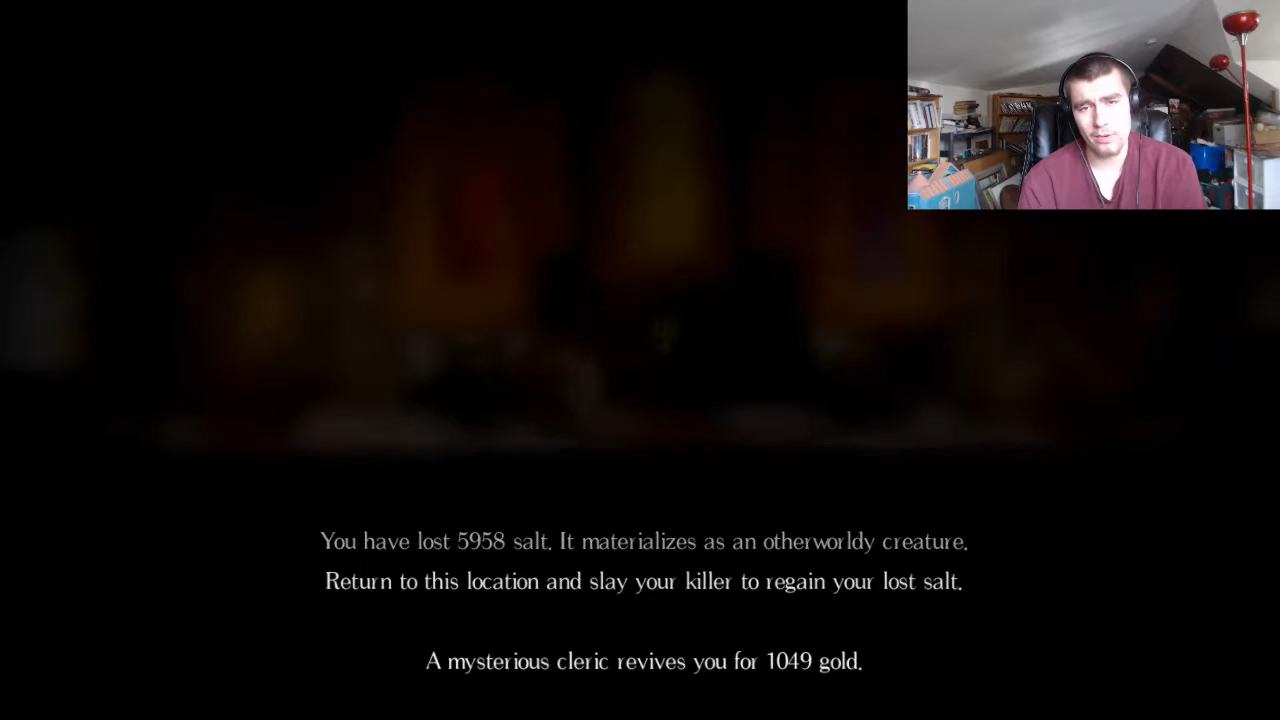 You have lost 5958 salt. It materializes as an otherworldly creature.
Return to this location and slay your killer to regain your lost salt.
A mysterious cleric revives you for 1049 gold.